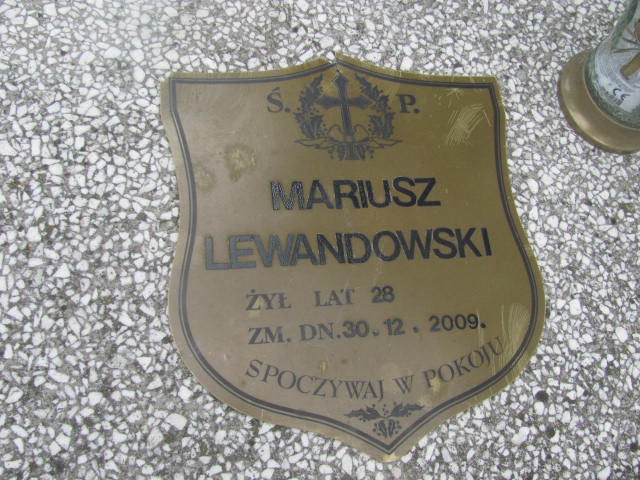 Ś. P.
MARIUSZ
LEWANDOWSKI
ŻYŁ LAT 28
ZM. DN. 30.12.2009.
SPOCZYWAJ W POKOJU